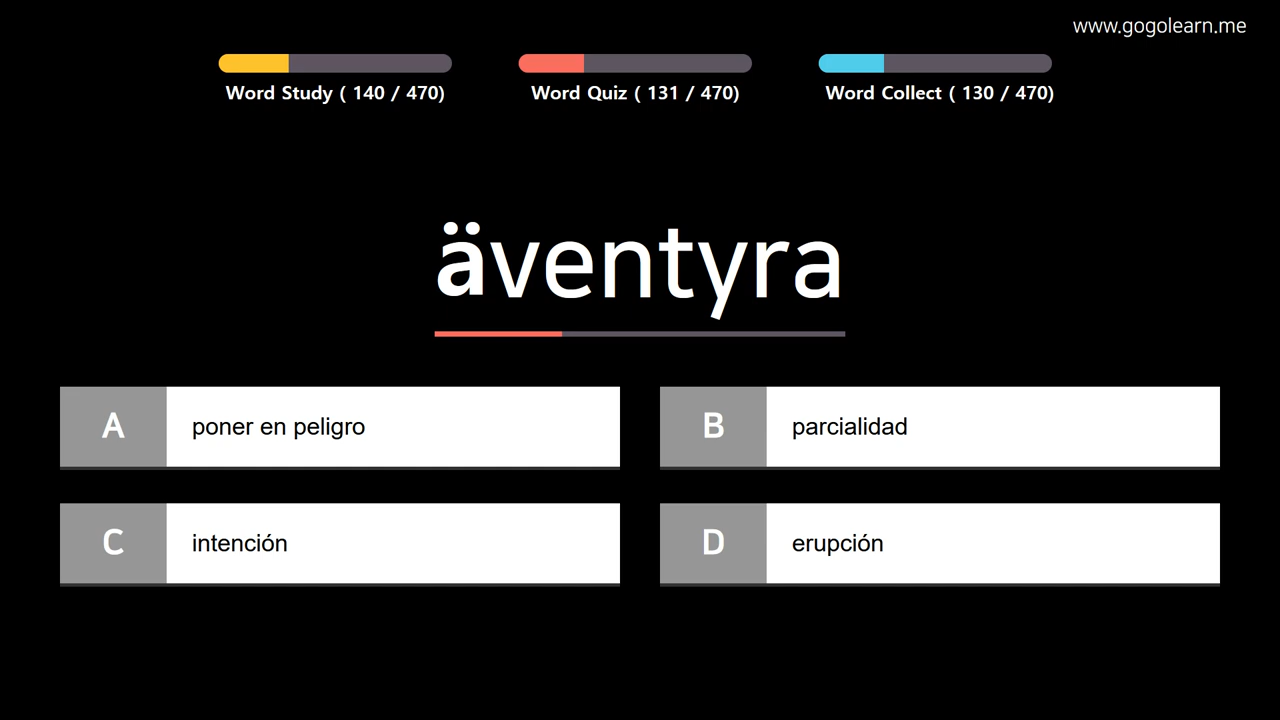 www.gogolearn.me
Word Study ( 140 / 470)
Word Quiz ( 131 / 470)
Word Collect ( 130 / 470)
äventyra
A
poner en peligro
B
parcialidad
C
intención
D
erupción